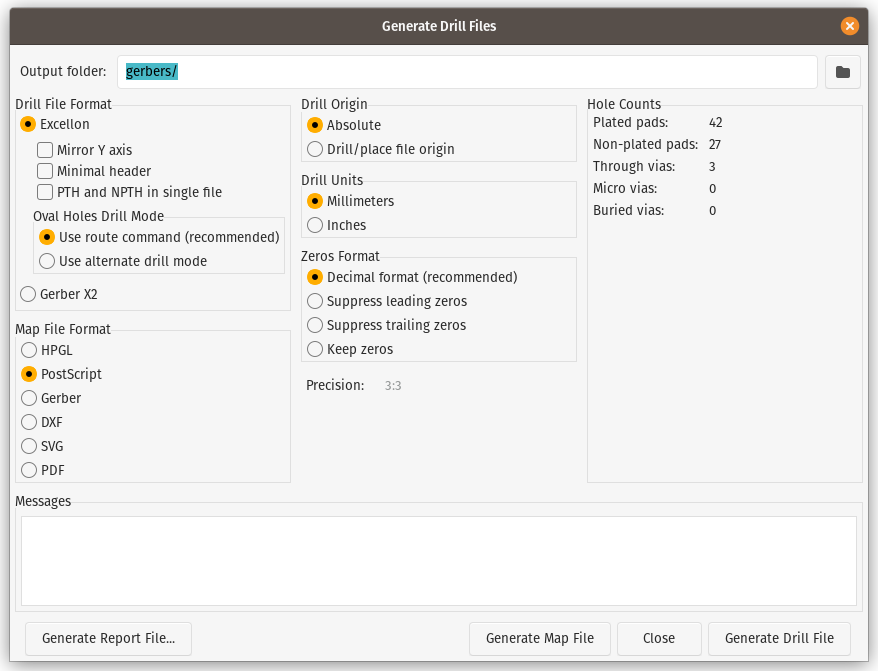 Generate Drill Files
Output folder: gerbers/
Drill File Format
Excellon
Mirror Y axis
Minimal header
PTH and NPTH in single file
Oval Holes Drill Mode
Use route command (recommended)
Use alternate drill mode
Gerber X2
Map File Format
HPGL
PostScript
Gerber
DXF
SVG
PDF
Drill Origin
Absolute
Drill/place file origin
Drill Units
Millimeters
Inches
Zeros Format
Decimal format (recommended)
Suppress leading zeros
Suppress trailing zeros
Keep zeros
Precision: 3:3
Hole Counts
Plated pads: 42
Non-plated pads: 27
Through vias: 3
Micro vias: 0
Buried vias: 0
Messages
Generate Report File... Generate Map File Close Generate Drill File